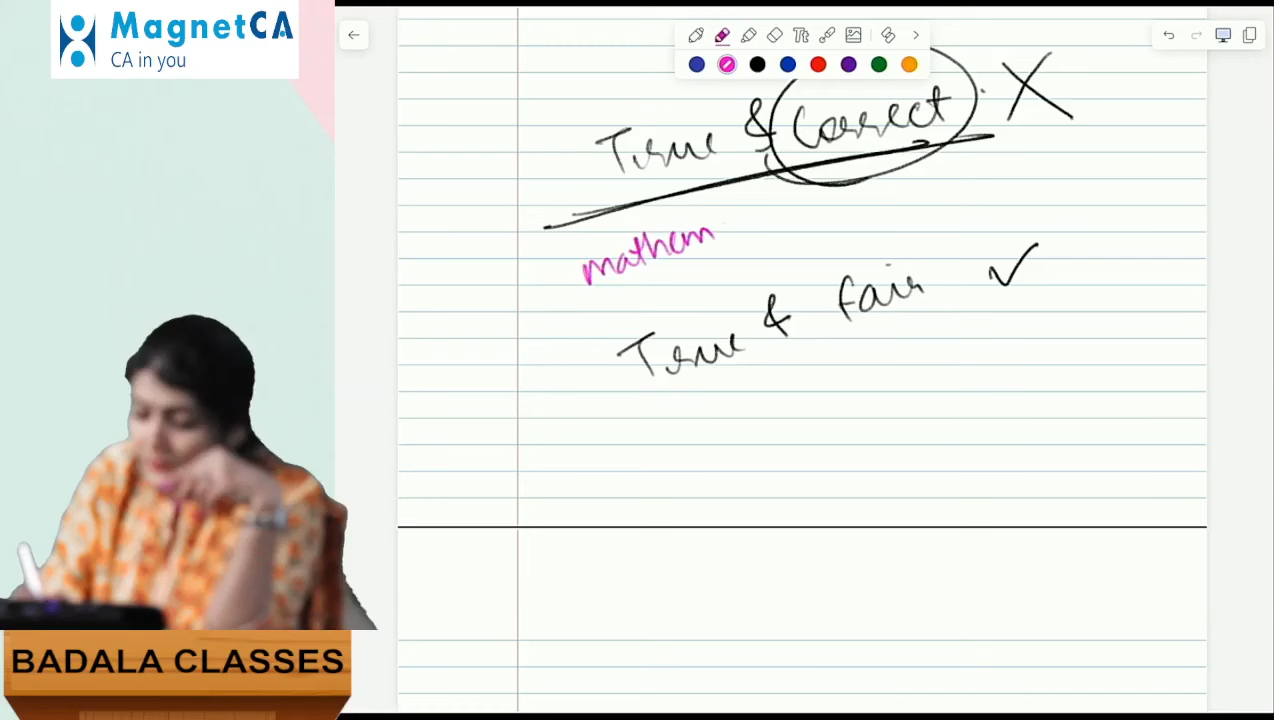 MagnetCA
CA in you
True & Correct X
mathem
True & fair ✓
BADALA CLASSES